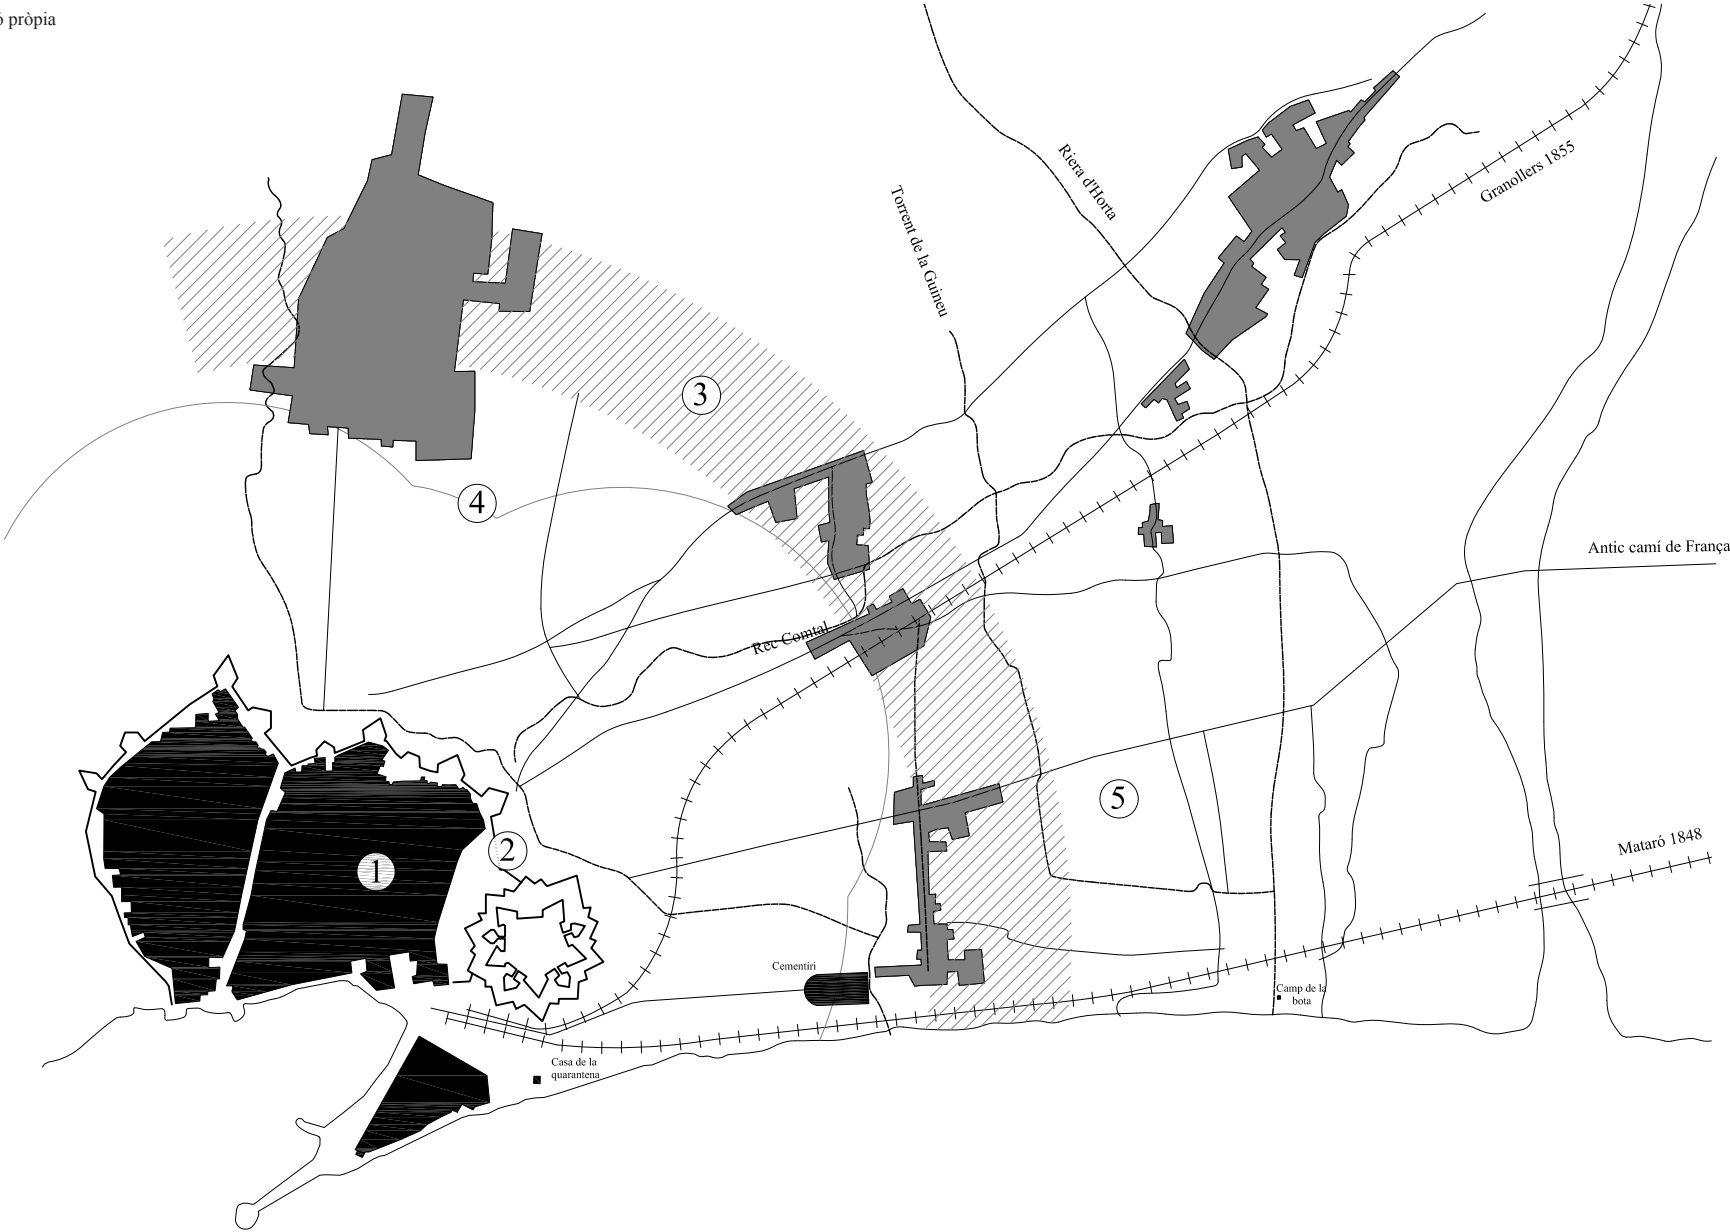 ó pròpia
Riera d'Horta
Granollers 1855
Torrent de la Guineu
3
4
Antic camí de França
Rec Comtal
5
Mataró 1848
2
1
Cementiri
Camp de la
bota
Casa de la
quarantena